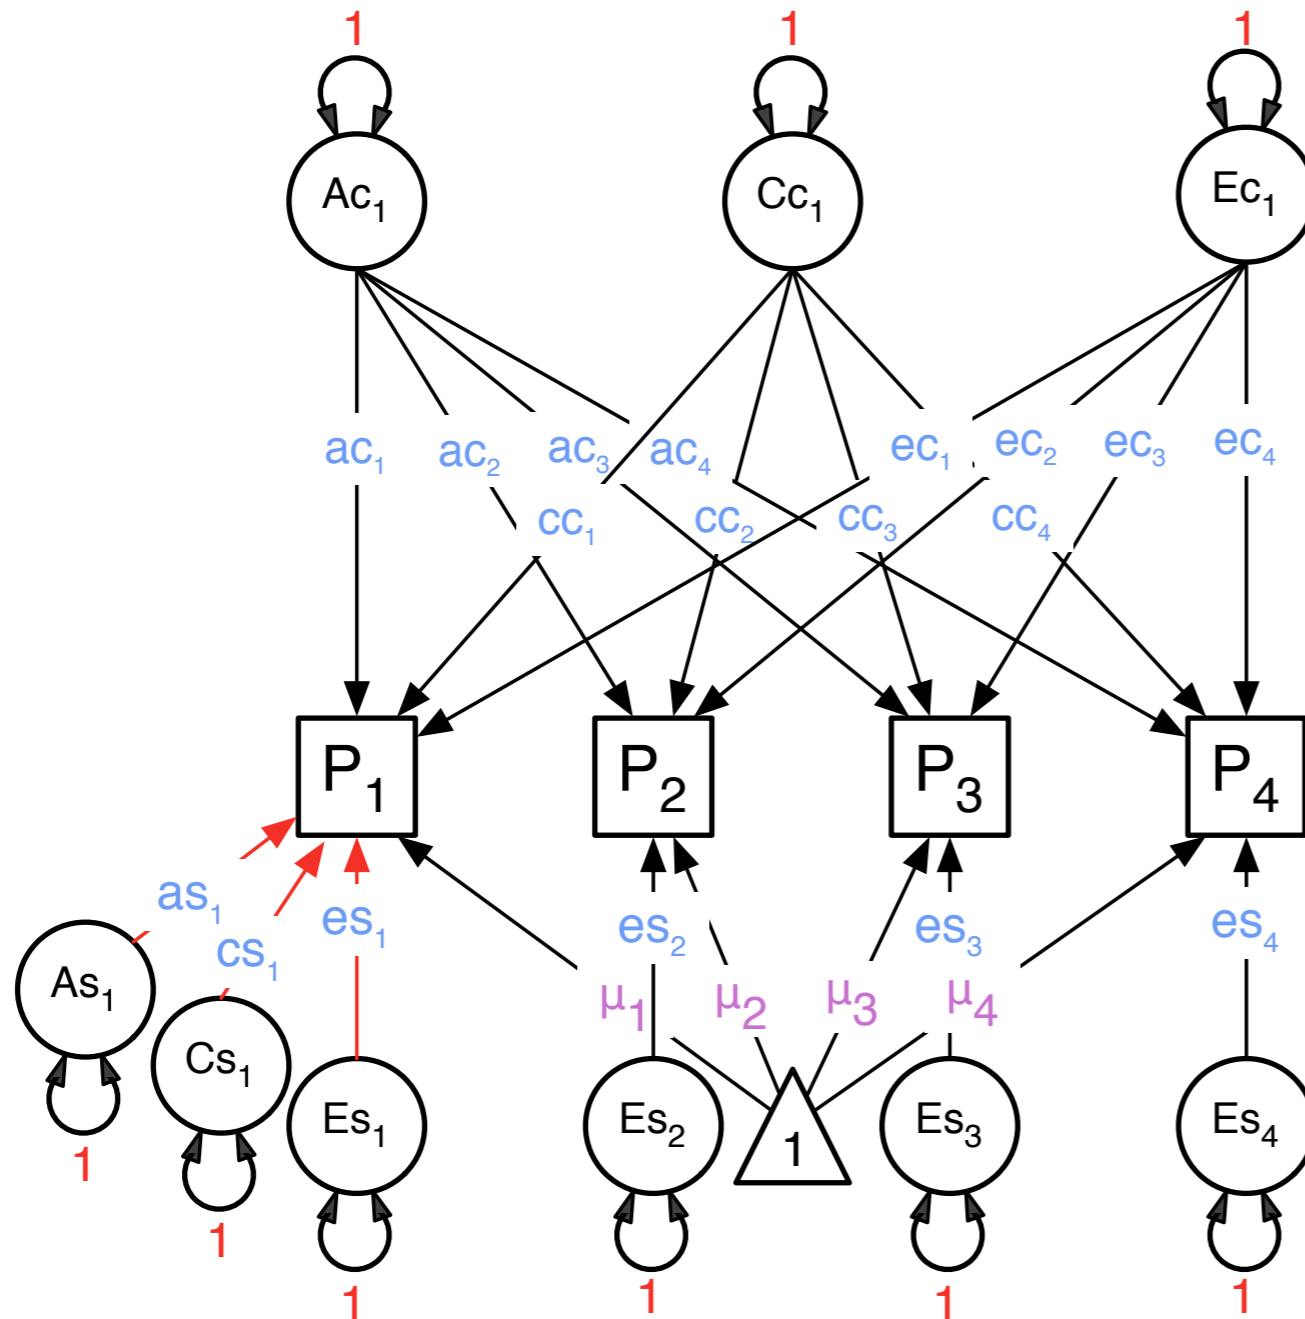 1 1 1
Ac₁ Cc₁ Ec₁
ac₁ ac₂ ac₃ ac₄ ec₁ ec₂ ec₃ ec₄
cc₁ cc₂ cc₃ cc₄
P₁ P₂ P₃ P₄
as₁ cs₁ es₁ es₂ es₃ es₄
μ₁ μ₂ μ₃ μ₄
As₁ Cs₁ Es₁ Es₂ 1 Es₃ Es₄
1 1 1 1 1 1